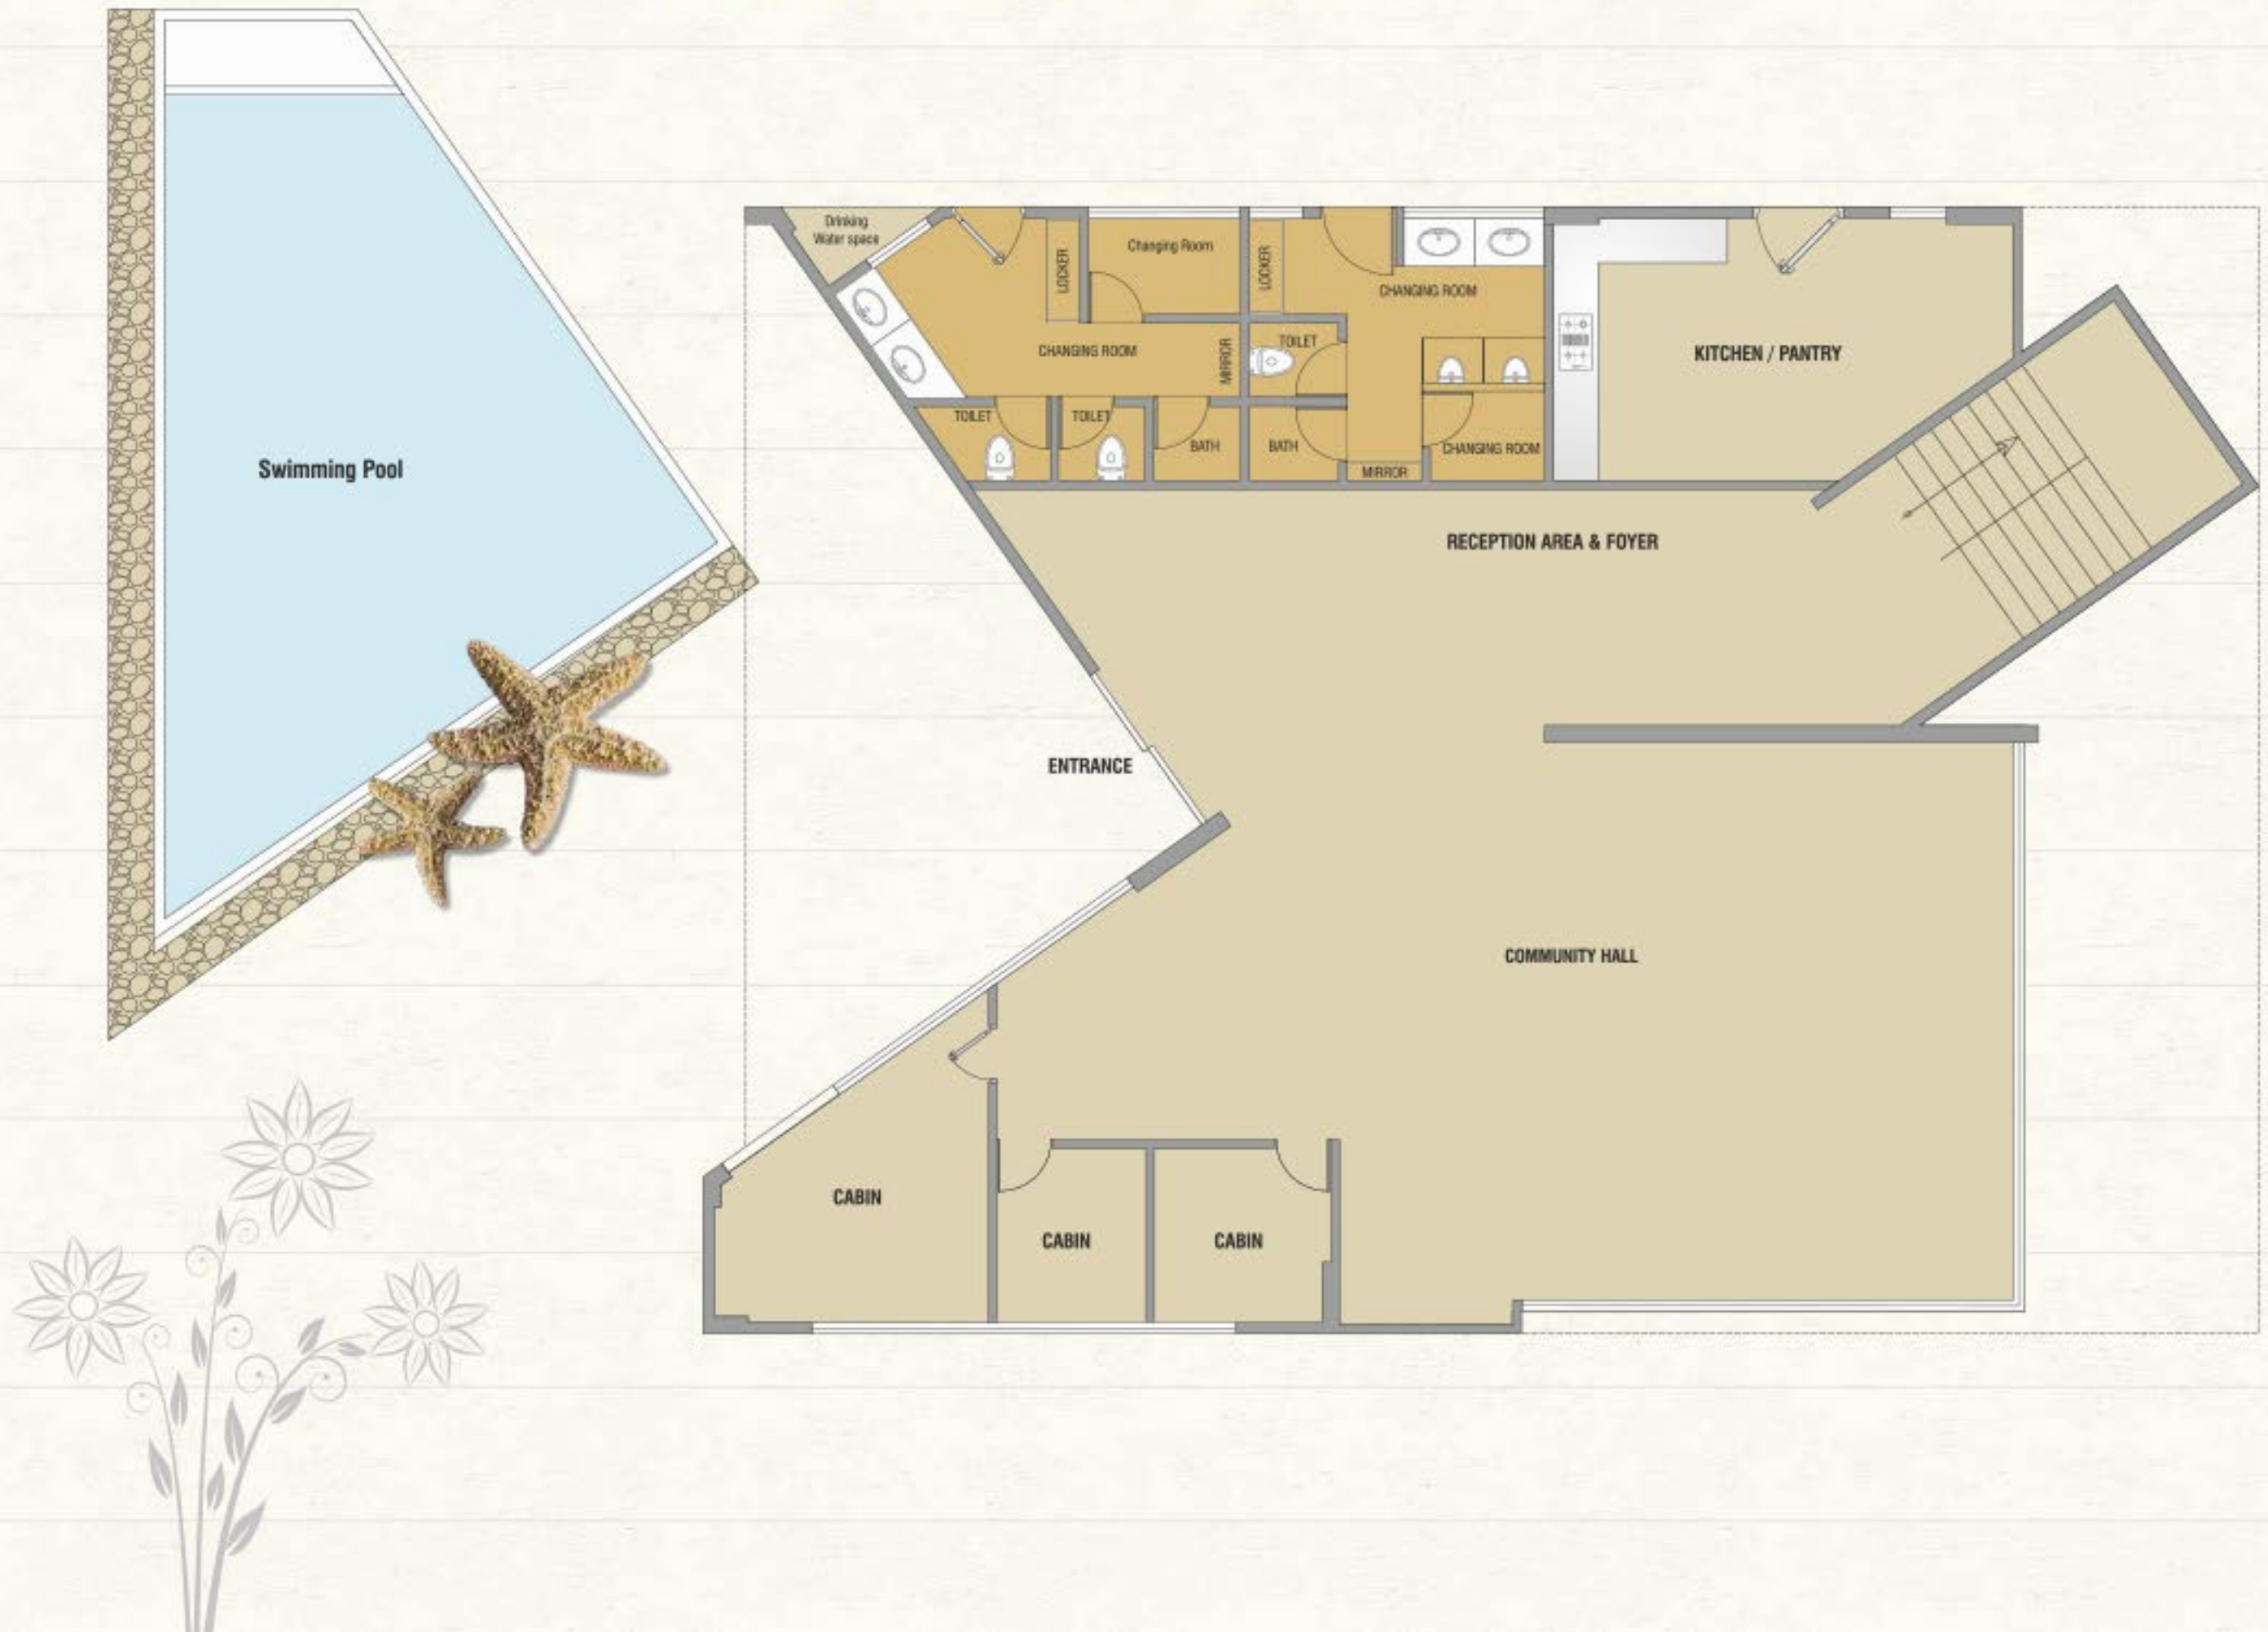 Drinking
Water space
LOCKER
Changing Room
LOCKER
CHANGING ROOM
CHANGING ROOM
MIRROR
TOILET
KITCHEN / PANTRY
TOILET
TOILET
BATH
BATH
CHANGING ROOM
MIRROR
Swimming Pool
RECEPTION AREA & FOYER
ENTRANCE
COMMUNITY HALL
CABIN
CABIN
CABIN